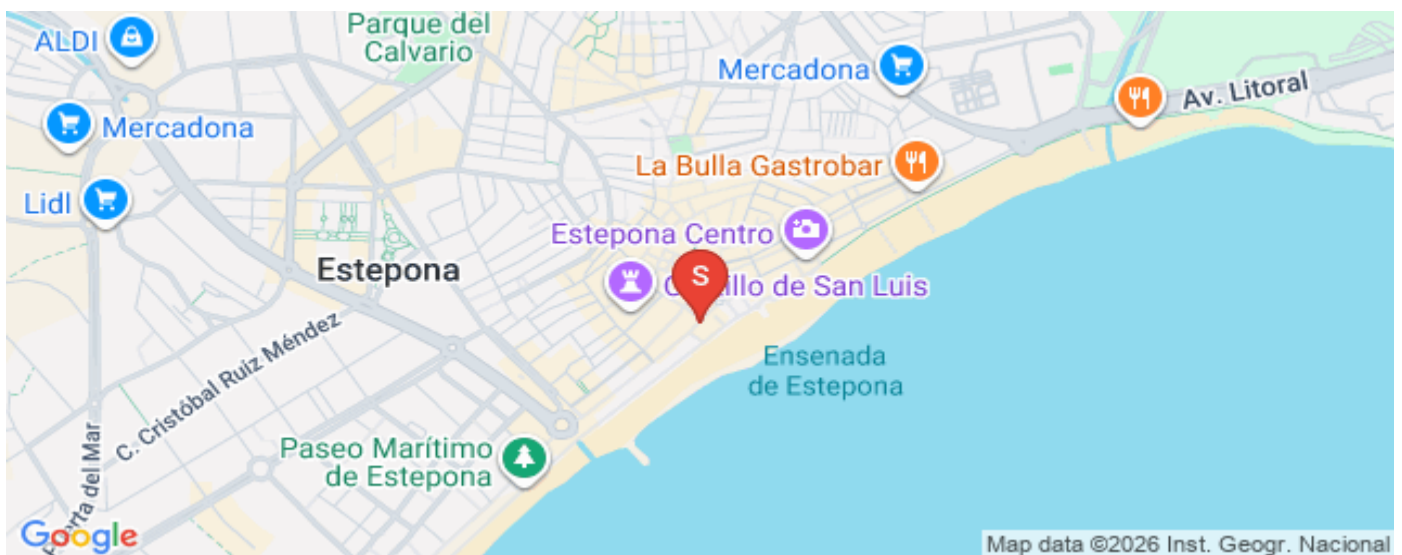 Parque del
Calvario
ALDI
Mercadona
Av. Litoral
Mercadona
La Bulla Gastrobar
Lidl
Estepona Centro
Estepona
S
illo de San Luis
Ensenada
de Estepona
C. Cristóbal Ruiz Méndez
Paseo Marítimo
de Estepona
del Mar
Google
Map data ©2026 Inst. Geogr. Nacional